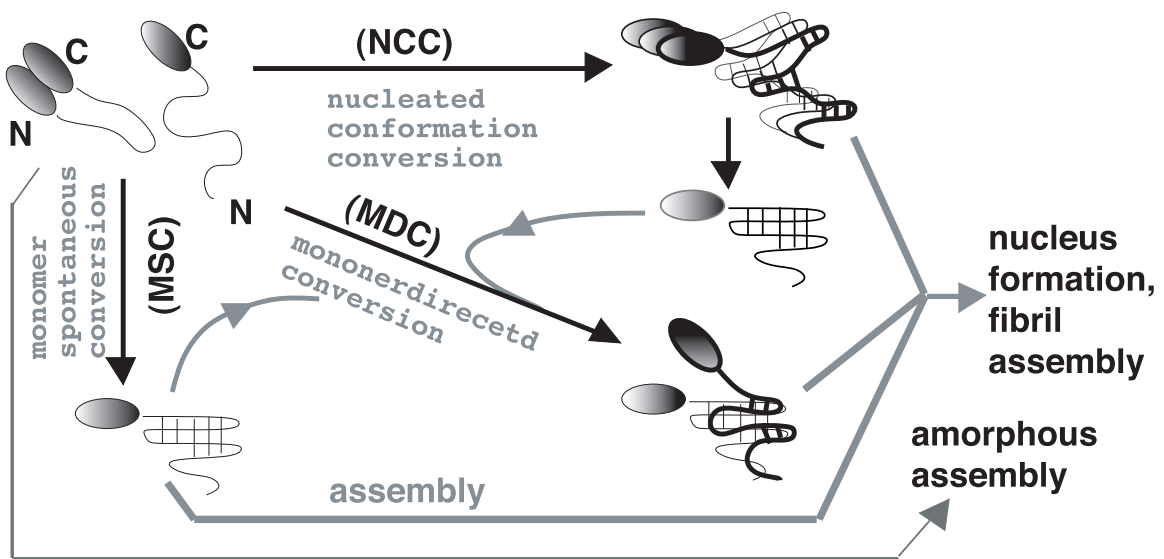 C
C
(NCC)
nucleated
conformation
conversion
N
N
(MDC)
mononerdirecetd
conversion
monomer
spontaneous
conversion
(MSC)
nucleus
formation,
fibril
assembly
amorphous
assembly
assembly